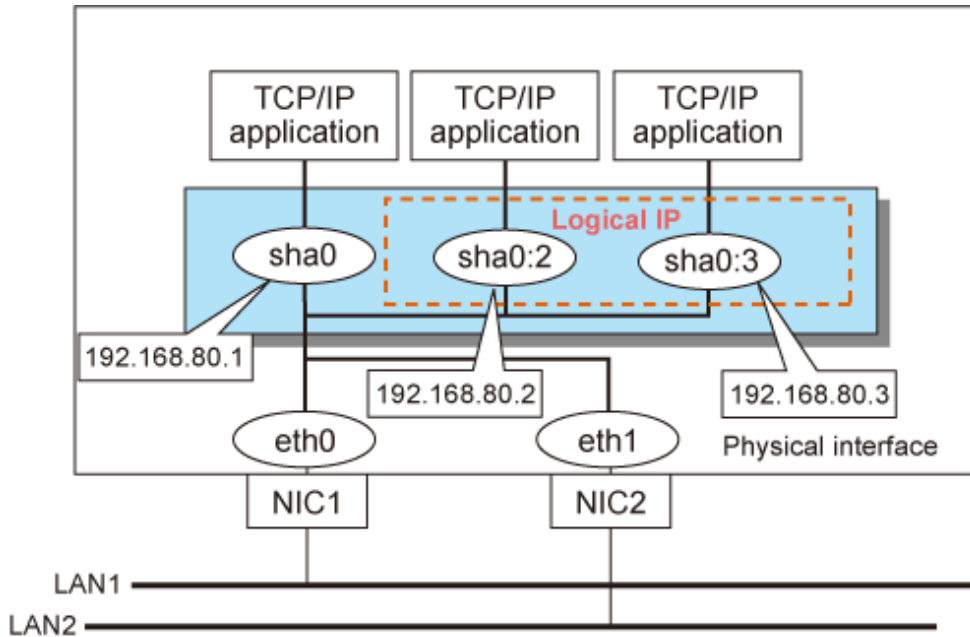 TCP/IP
application
TCP/IP
application
TCP/IP
application
Logical IP
sha0
sha0:2
sha0:3
192.168.80.1
192.168.80.2
192.168.80.3
eth0
eth1
Physical interface
NIC1
NIC2
LAN1
LAN2